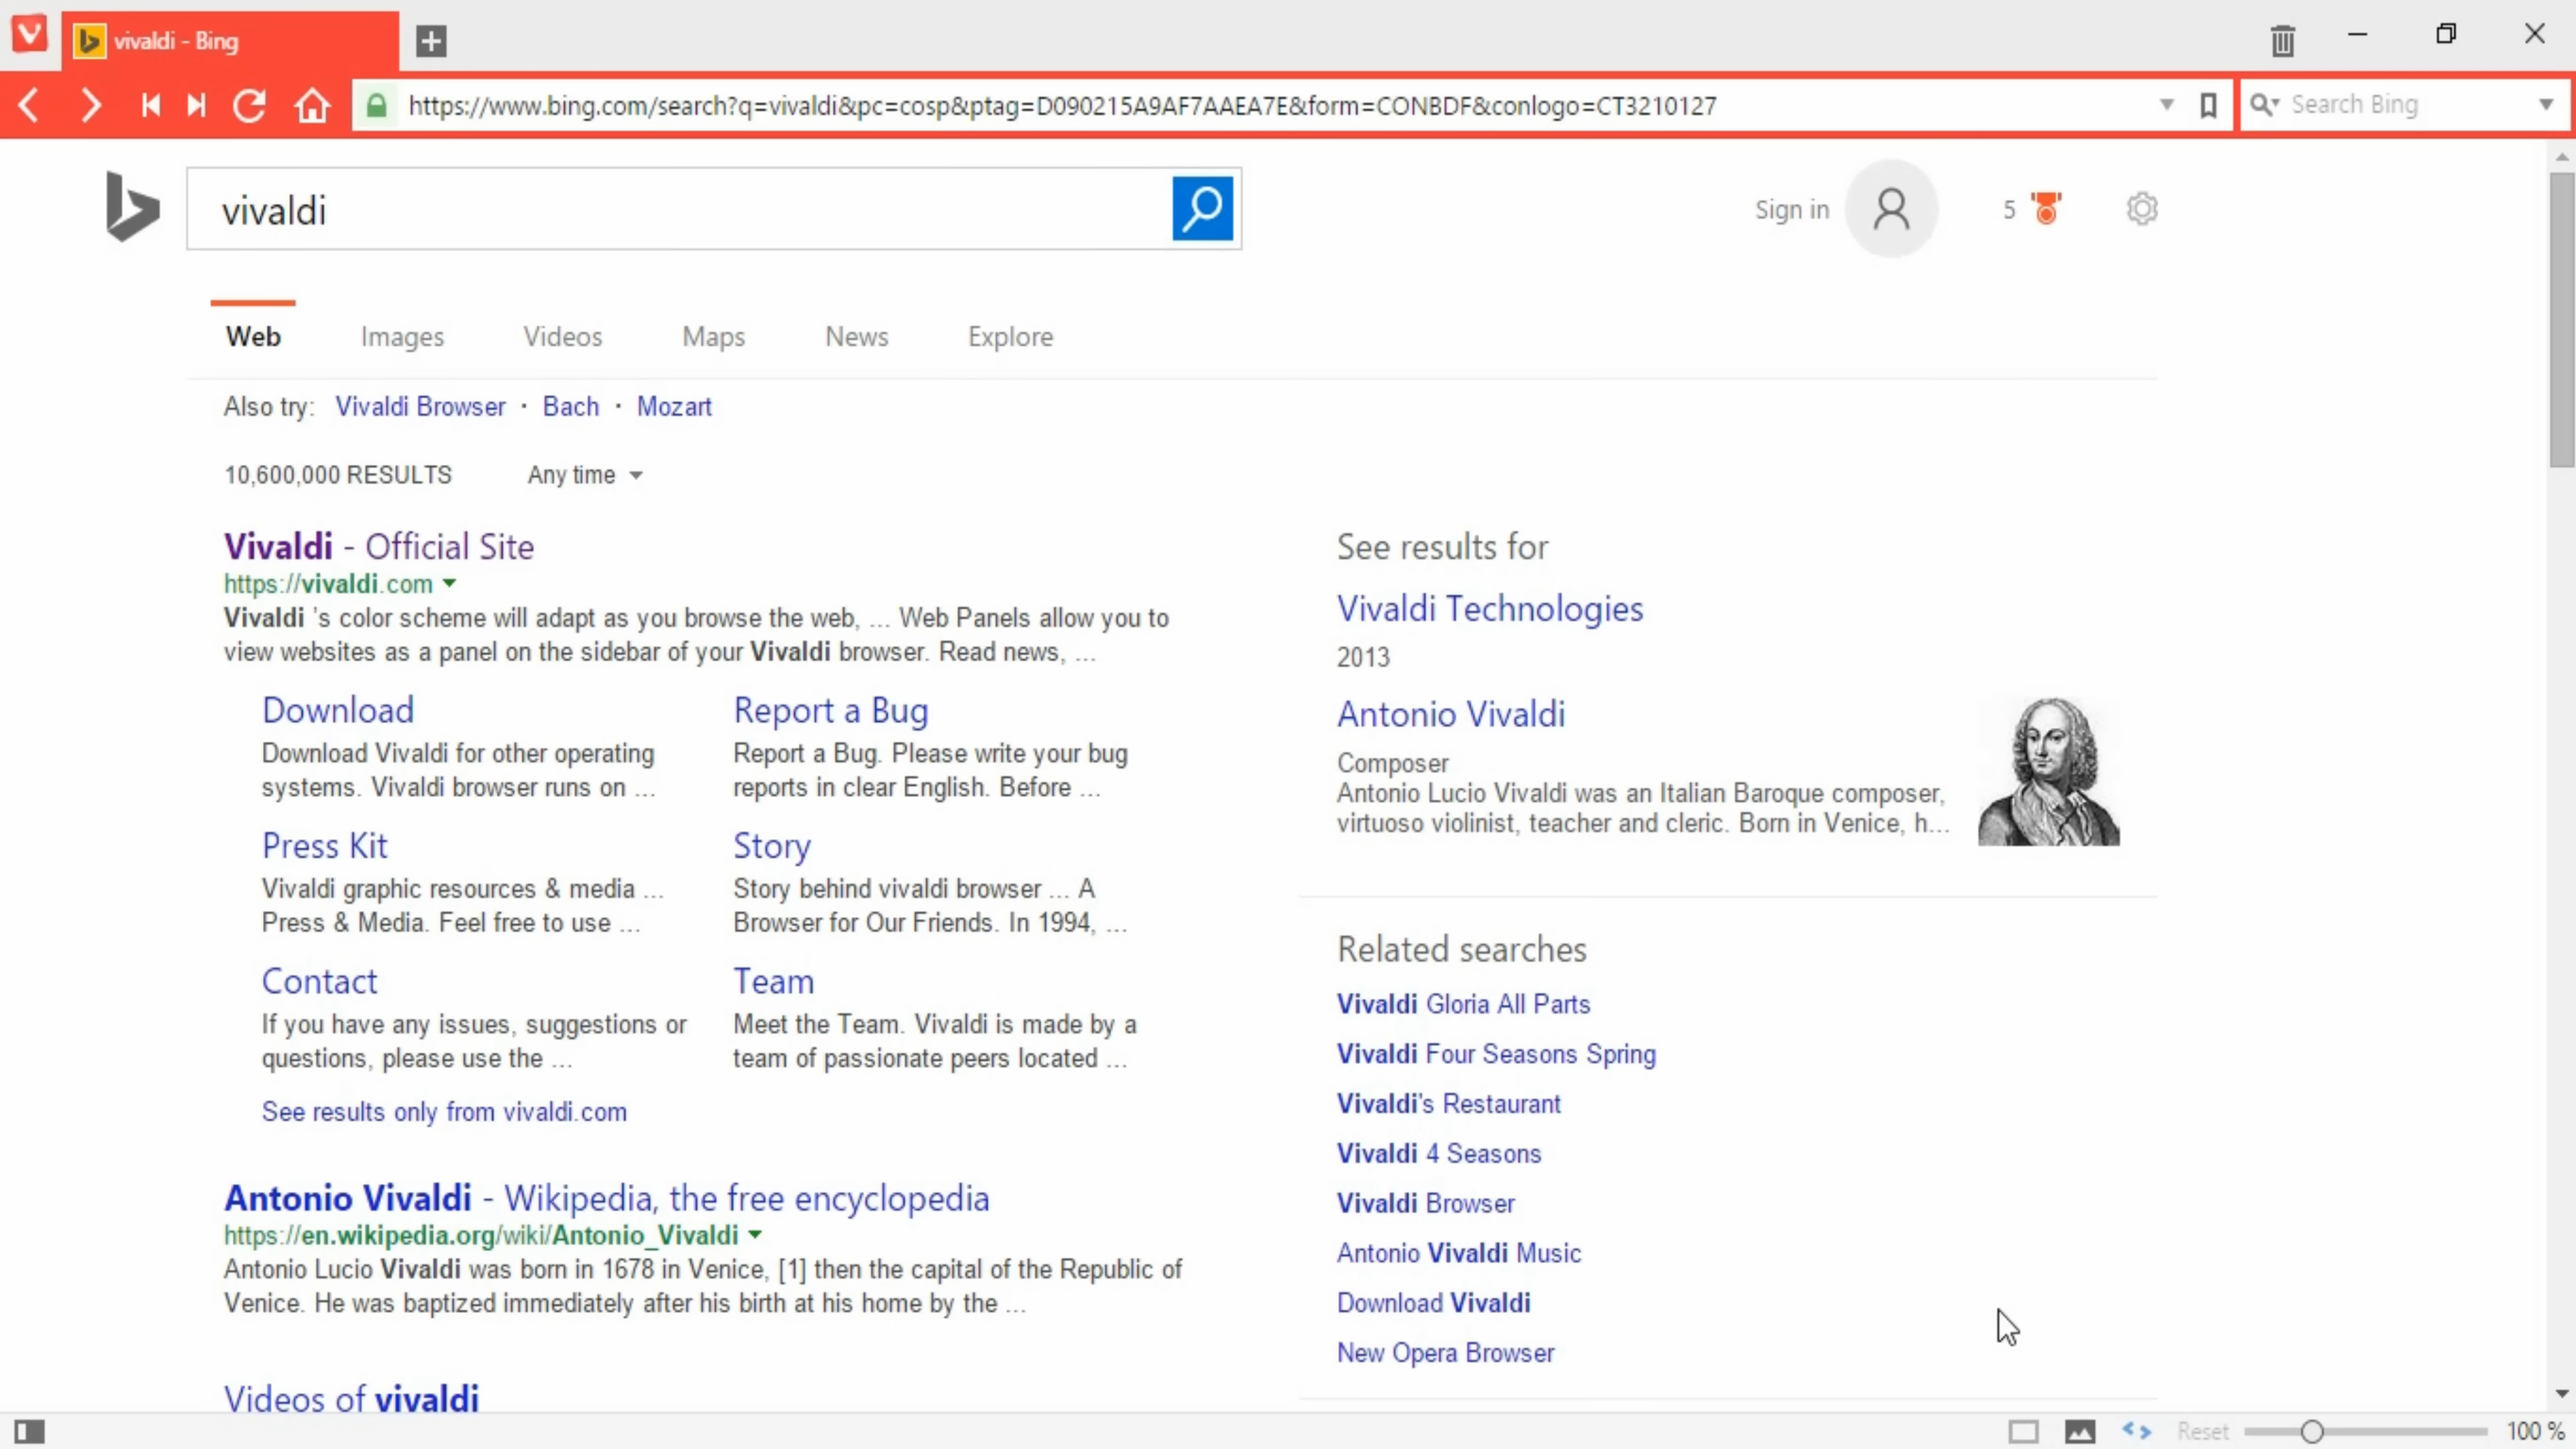 vivaldi - Bing
https://www.bing.com/search?q=vivaldi&pc=cosp&ptag=D090215A9AF7AAEA7E&form=CONBDF&conlogo=CT3210127
Search Bing
vivaldi
Sign in
5
Web Images Videos Maps News Explore
Also try: Vivaldi Browser · Bach · Mozart
10,600,000 RESULTS Any time
Vivaldi - Official Site
https://vivaldi.com
Vivaldi 's color scheme will adapt as you browse the web, ... Web Panels allow you to
view websites as a panel on the sidebar of your Vivaldi browser. Read news, ...
Download
Download Vivaldi for other operating
systems. Vivaldi browser runs on ...
Report a Bug
Report a Bug. Please write your bug
reports in clear English. Before ...
Press Kit
Vivaldi graphic resources & media ...
Press & Media. Feel free to use ...
Story
Story behind vivaldi browser ... A
Browser for Our Friends. In 1994, ...
Contact
If you have any issues, suggestions or
questions, please use the ...
Team
Meet the Team. Vivaldi is made by a
team of passionate peers located ...
See results only from vivaldi.com
Antonio Vivaldi - Wikipedia, the free encyclopedia
https://en.wikipedia.org/wiki/Antonio_Vivaldi
Antonio Lucio Vivaldi was born in 1678 in Venice, [1] then the capital of the Republic of
Venice. He was baptized immediately after his birth at his home by the ...
Videos of vivaldi
See results for
Vivaldi Technologies
2013
Antonio Vivaldi
Composer
Antonio Lucio Vivaldi was an Italian Baroque composer,
virtuoso violinist, teacher and cleric. Born in Venice, h...
Related searches
Vivaldi Gloria All Parts
Vivaldi Four Seasons Spring
Vivaldi's Restaurant
Vivaldi 4 Seasons
Vivaldi Browser
Antonio Vivaldi Music
Download Vivaldi
New Opera Browser
Reset
100 %